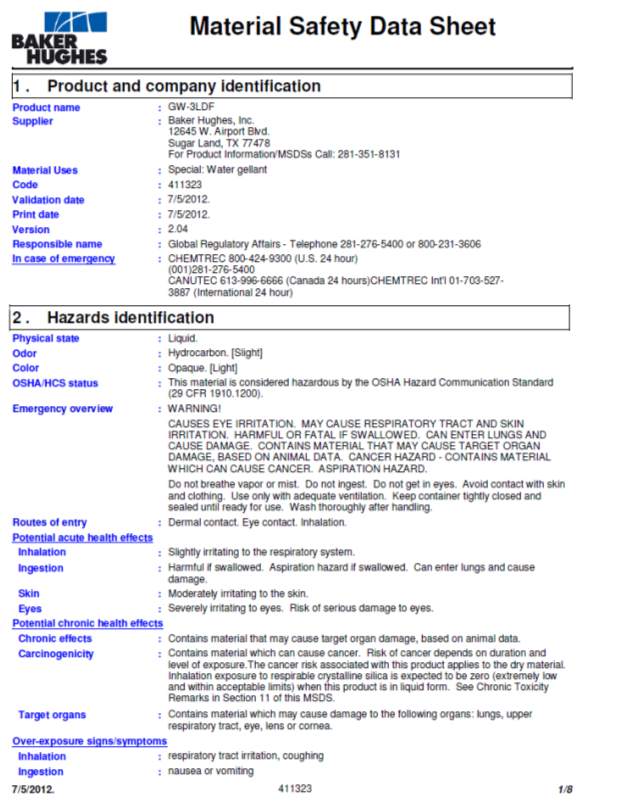 BAKER
HUGHES
Material Safety Data Sheet
1 . Product and company identification
Product name : GW-3LDF
Supplier : Baker Hughes, Inc.
12645 W. Airport Blvd.
Sugar Land, TX 77478
For Product Information/MSDSs Call: 281-351-8131
Material Uses : Special: Water gellant
Code : 411323
Validation date : 7/5/2012.
Print date : 7/5/2012.
Version : 2.04
Responsible name : Global Regulatory Affairs - Telephone 281-276-5400 or 800-231-3606
In case of emergency : CHEMTREC 800-424-9300 (U.S. 24 hour)
(001)281-276-5400
CANUTEC 613-996-6666 (Canada 24 hours)CHEMTREC Int'l 01-703-527-
3887 (International 24 hour)
2 . Hazards identification
Physical state : Liquid.
Odor : Hydrocarbon. [Slight]
Color : Opaque. [Light]
OSHA/HCS status : This material is considered hazardous by the OSHA Hazard Communication Standard
(29 CFR 1910.1200).
Emergency overview : WARNING!
CAUSES EYE IRRITATION. MAY CAUSE RESPIRATORY TRACT AND SKIN
IRRITATION. HARMFUL OR FATAL IF SWALLOWED. CAN ENTER LUNGS AND
CAUSE DAMAGE. CONTAINS MATERIAL THAT MAY CAUSE TARGET ORGAN
DAMAGE, BASED ON ANIMAL DATA. CANCER HAZARD - CONTAINS MATERIAL
WHICH CAN CAUSE CANCER. ASPIRATION HAZARD.
Do not breathe vapor or mist. Do not ingest. Do not get in eyes. Avoid contact with skin
and clothing. Use only with adequate ventilation. Keep container tightly closed and
sealed until ready for use. Wash thoroughly after handling.
Routes of entry : Dermal contact. Eye contact. Inhalation.
Potential acute health effects
Inhalation : Slightly irritating to the respiratory system.
Ingestion : Harmful if swallowed. Aspiration hazard if swallowed. Can enter lungs and cause
damage.
Skin : Moderately irritating to the skin.
Eyes : Severely irritating to eyes. Risk of serious damage to eyes.
Potential chronic health effects
Chronic effects : Contains material that may cause target organ damage, based on animal data.
Carcinogenicity : Contains material which can cause cancer. Risk of cancer depends on duration and
level of exposure.The cancer risk associated with this product applies to the dry material.
Inhalation exposure to respirable crystalline silica is expected to be zero (extremely low
and within acceptable limits) when this product is in liquid form. See Chronic Toxicity
Remarks in Section 11 of this MSDS.
Target organs : Contains material which may cause damage to the following organs: lungs, upper
respiratory tract, eye, lens or cornea.
Over-exposure signs/symptoms
Inhalation : respiratory tract irritation, coughing
Ingestion : nausea or vomiting
7/5/2012. 411323 1/8